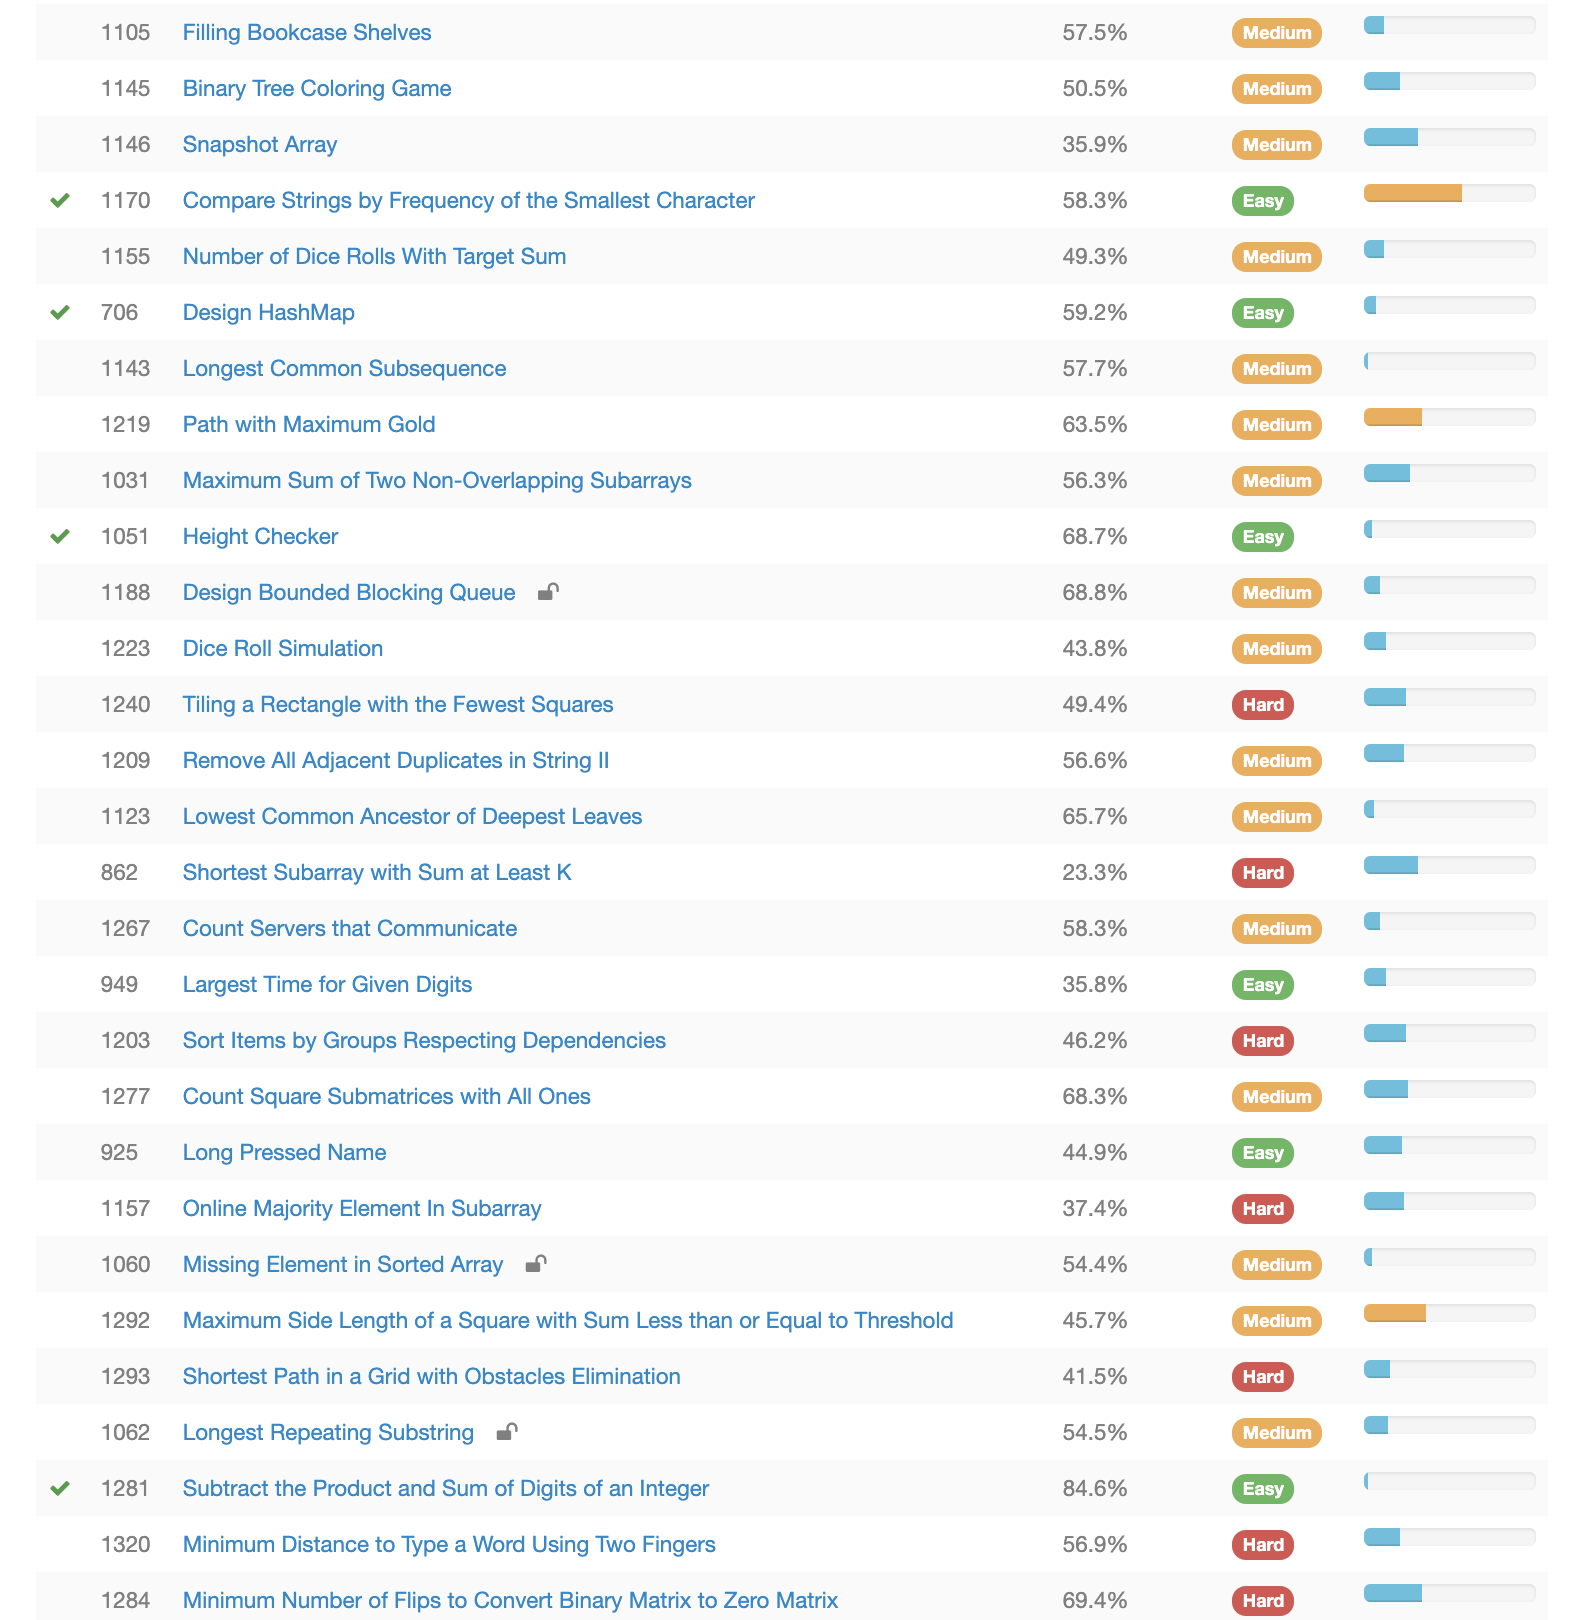 1105 Filling Bookcase Shelves 57.5% Medium
1145 Binary Tree Coloring Game 50.5% Medium
1146 Snapshot Array 35.9% Medium
1170 Compare Strings by Frequency of the Smallest Character 58.3% Easy
1155 Number of Dice Rolls With Target Sum 49.3% Medium
706 Design HashMap 59.2% Easy
1143 Longest Common Subsequence 57.7% Medium
1219 Path with Maximum Gold 63.5% Medium
1031 Maximum Sum of Two Non-Overlapping Subarrays 56.3% Medium
1051 Height Checker 68.7% Easy
1188 Design Bounded Blocking Queue 68.8% Medium
1223 Dice Roll Simulation 43.8% Medium
1240 Tiling a Rectangle with the Fewest Squares 49.4% Hard
1209 Remove All Adjacent Duplicates in String II 56.6% Medium
1123 Lowest Common Ancestor of Deepest Leaves 65.7% Medium
862 Shortest Subarray with Sum at Least K 23.3% Hard
1267 Count Servers that Communicate 58.3% Medium
949 Largest Time for Given Digits 35.8% Easy
1203 Sort Items by Groups Respecting Dependencies 46.2% Hard
1277 Count Square Submatrices with All Ones 68.3% Medium
925 Long Pressed Name 44.9% Easy
1157 Online Majority Element In Subarray 37.4% Hard
1060 Missing Element in Sorted Array 54.4% Medium
1292 Maximum Side Length of a Square with Sum Less than or Equal to Threshold 45.7% Medium
1293 Shortest Path in a Grid with Obstacles Elimination 41.5% Hard
1062 Longest Repeating Substring 54.5% Medium
1281 Subtract the Product and Sum of Digits of an Integer 84.6% Easy
1320 Minimum Distance to Type a Word Using Two Fingers 56.9% Hard
1284 Minimum Number of Flips to Convert Binary Matrix to Zero Matrix 69.4% Hard